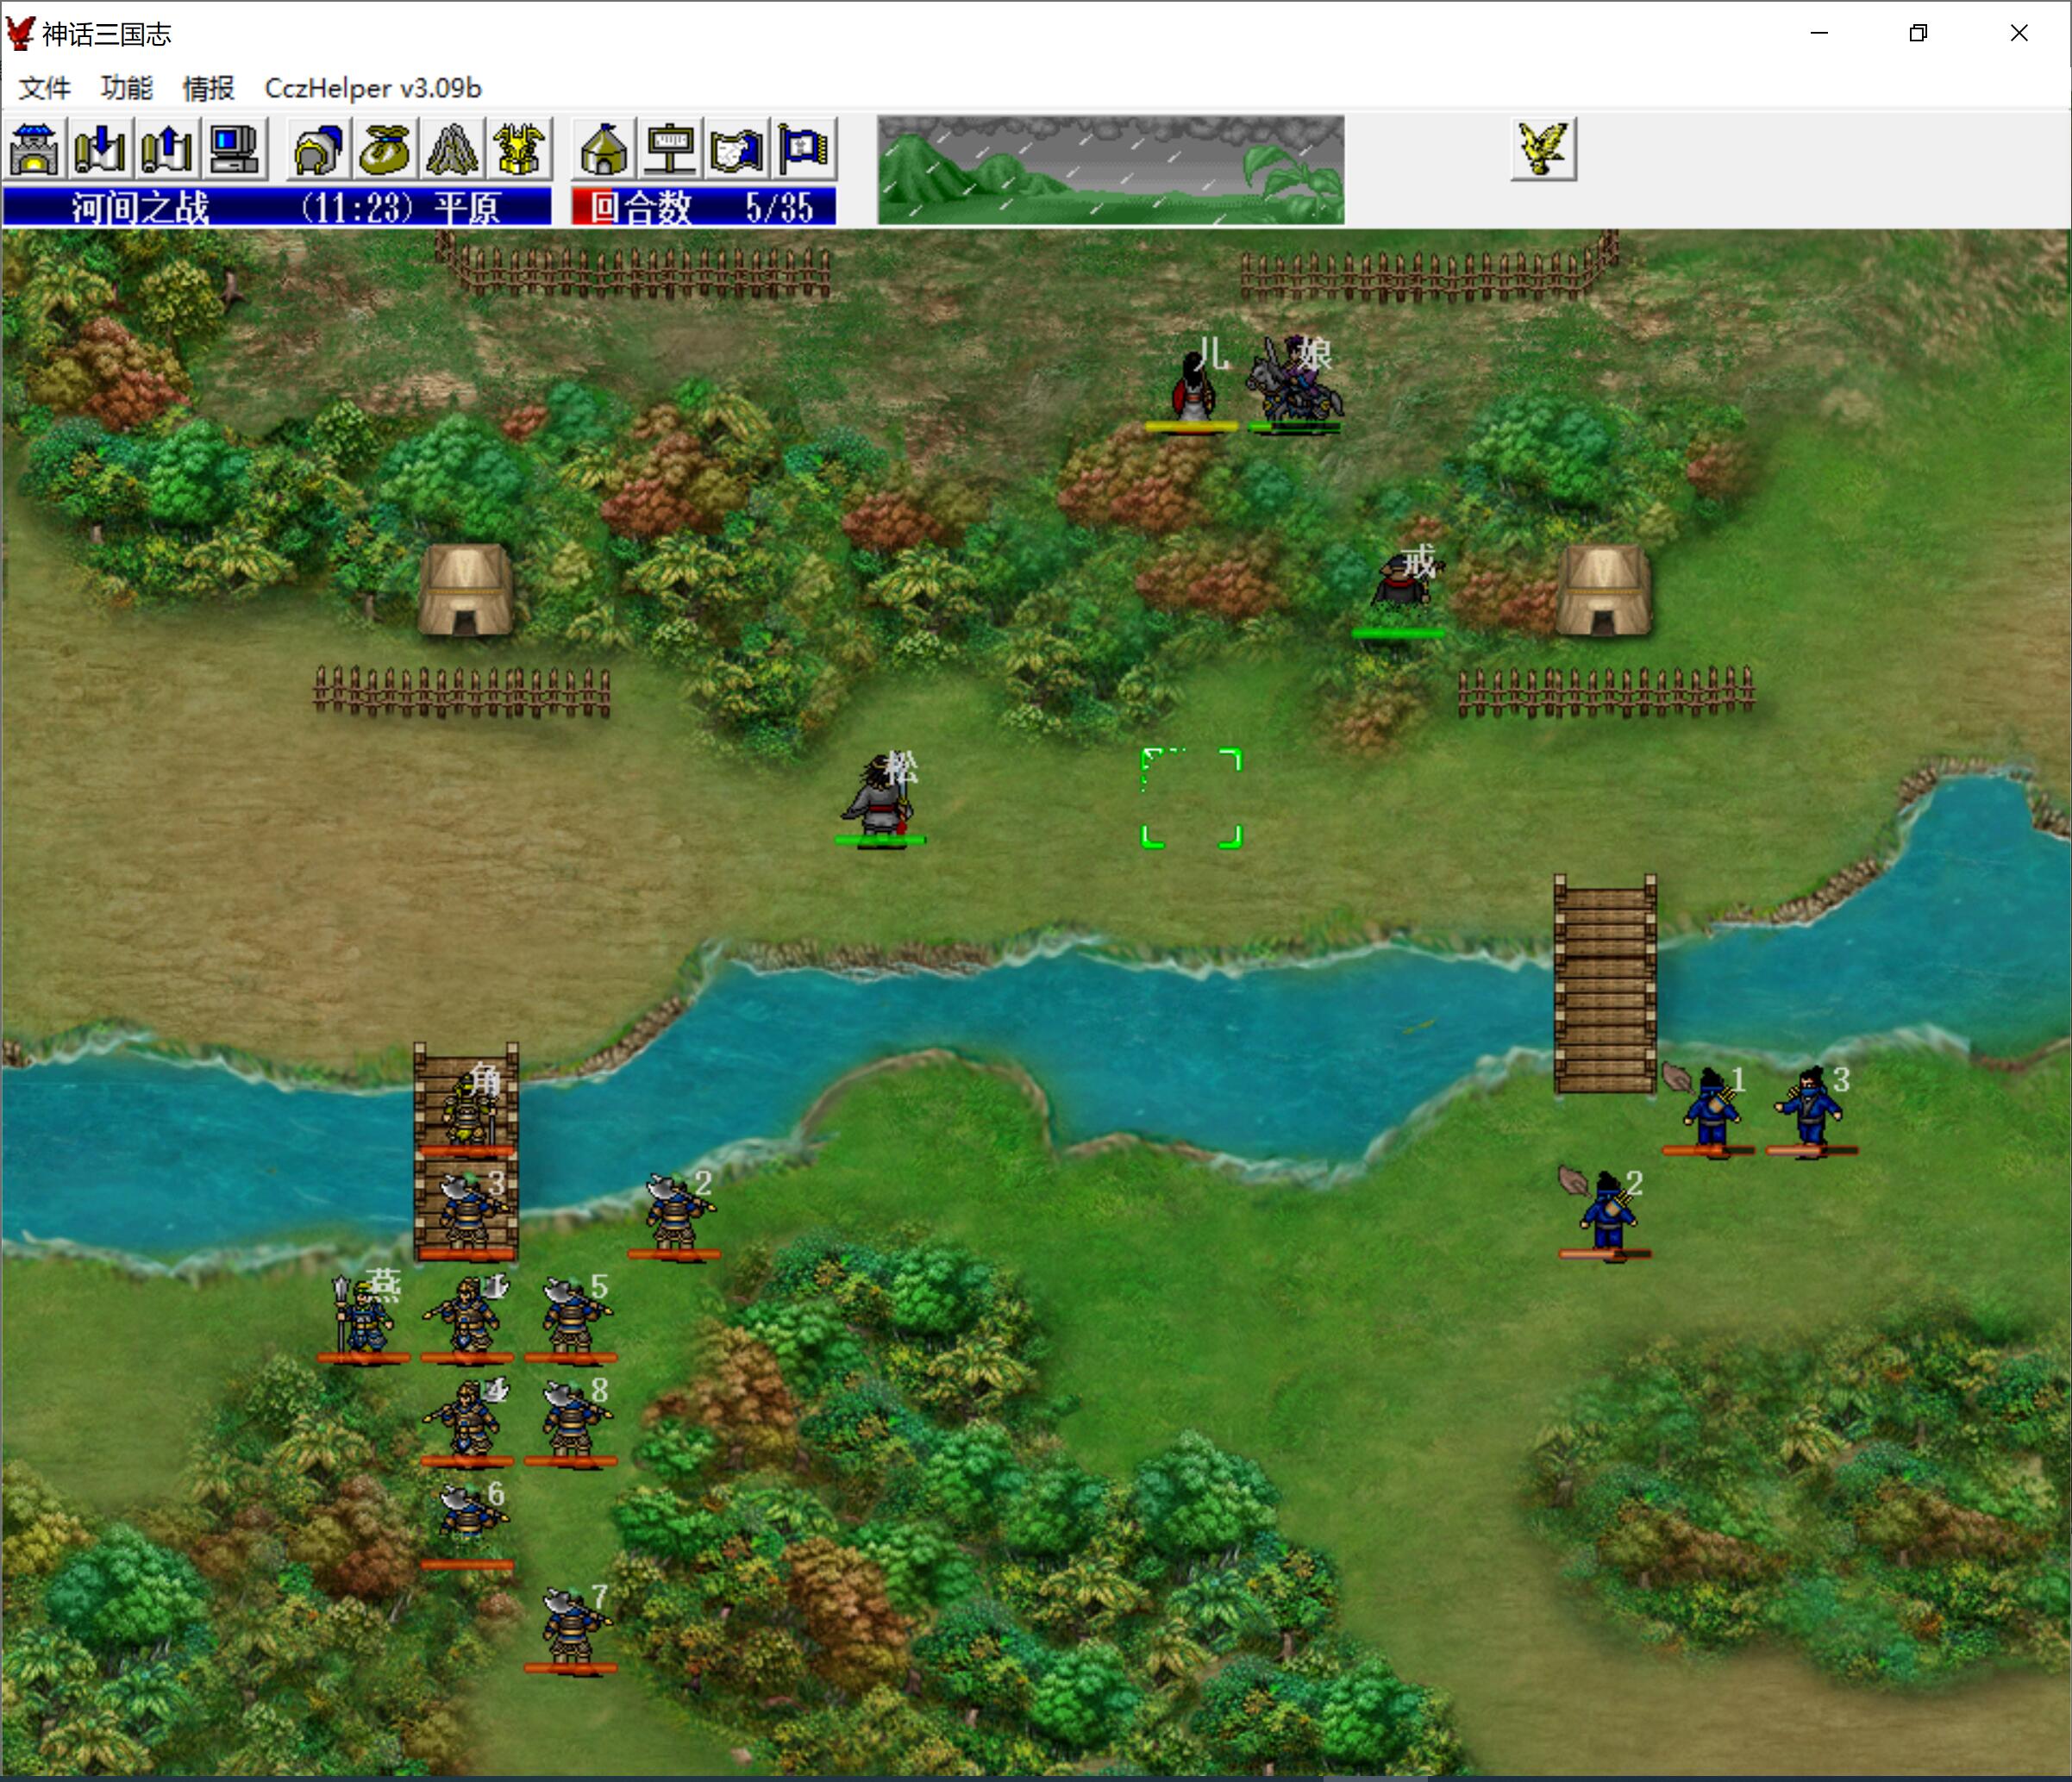 神话三国志
文件 功能 情报 CczHelper v3.09b
河间之战 (11:23) 平原 回合数 5/35
儿 娘
戒
松
角 1 3
3 2 2
燕 1 5
4 8
6
7